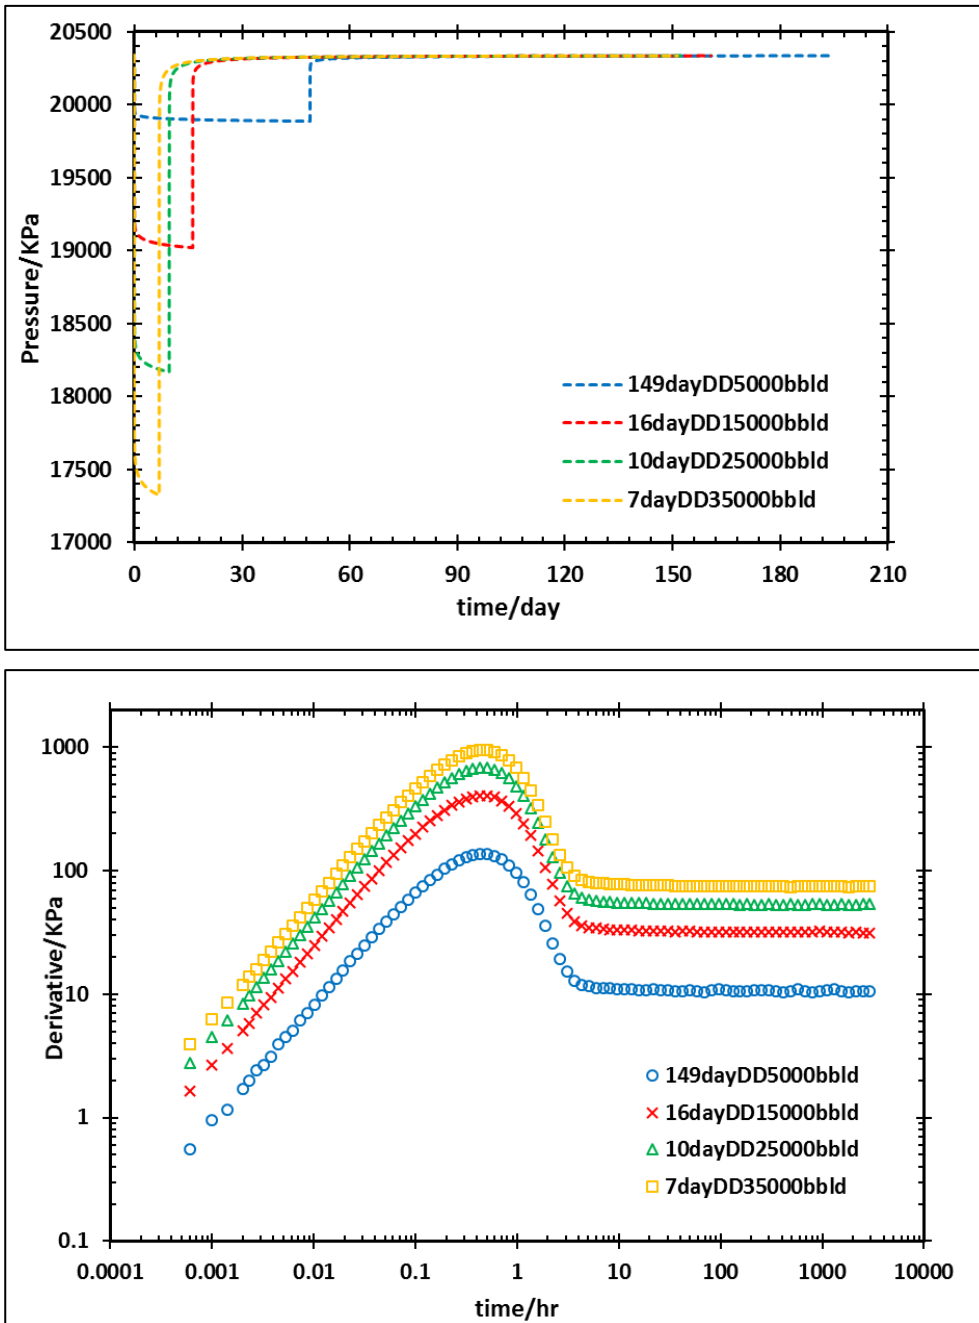 20500
20000
19500
19000
18500
18000
17500
17000
Pressure/KPa
0 30 60 90 120 150 180 210
time/day
149dayDD5000bbld
16dayDD15000bbld
10dayDD25000bbld
7dayDD35000bbld
1000
100
10
1
0.1
Derivative/KPa
0.0001 0.001 0.01 0.1 1 10 100 1000 10000
time/hr
149dayDD5000bbld
16dayDD15000bbld
10dayDD25000bbld
7dayDD35000bbld